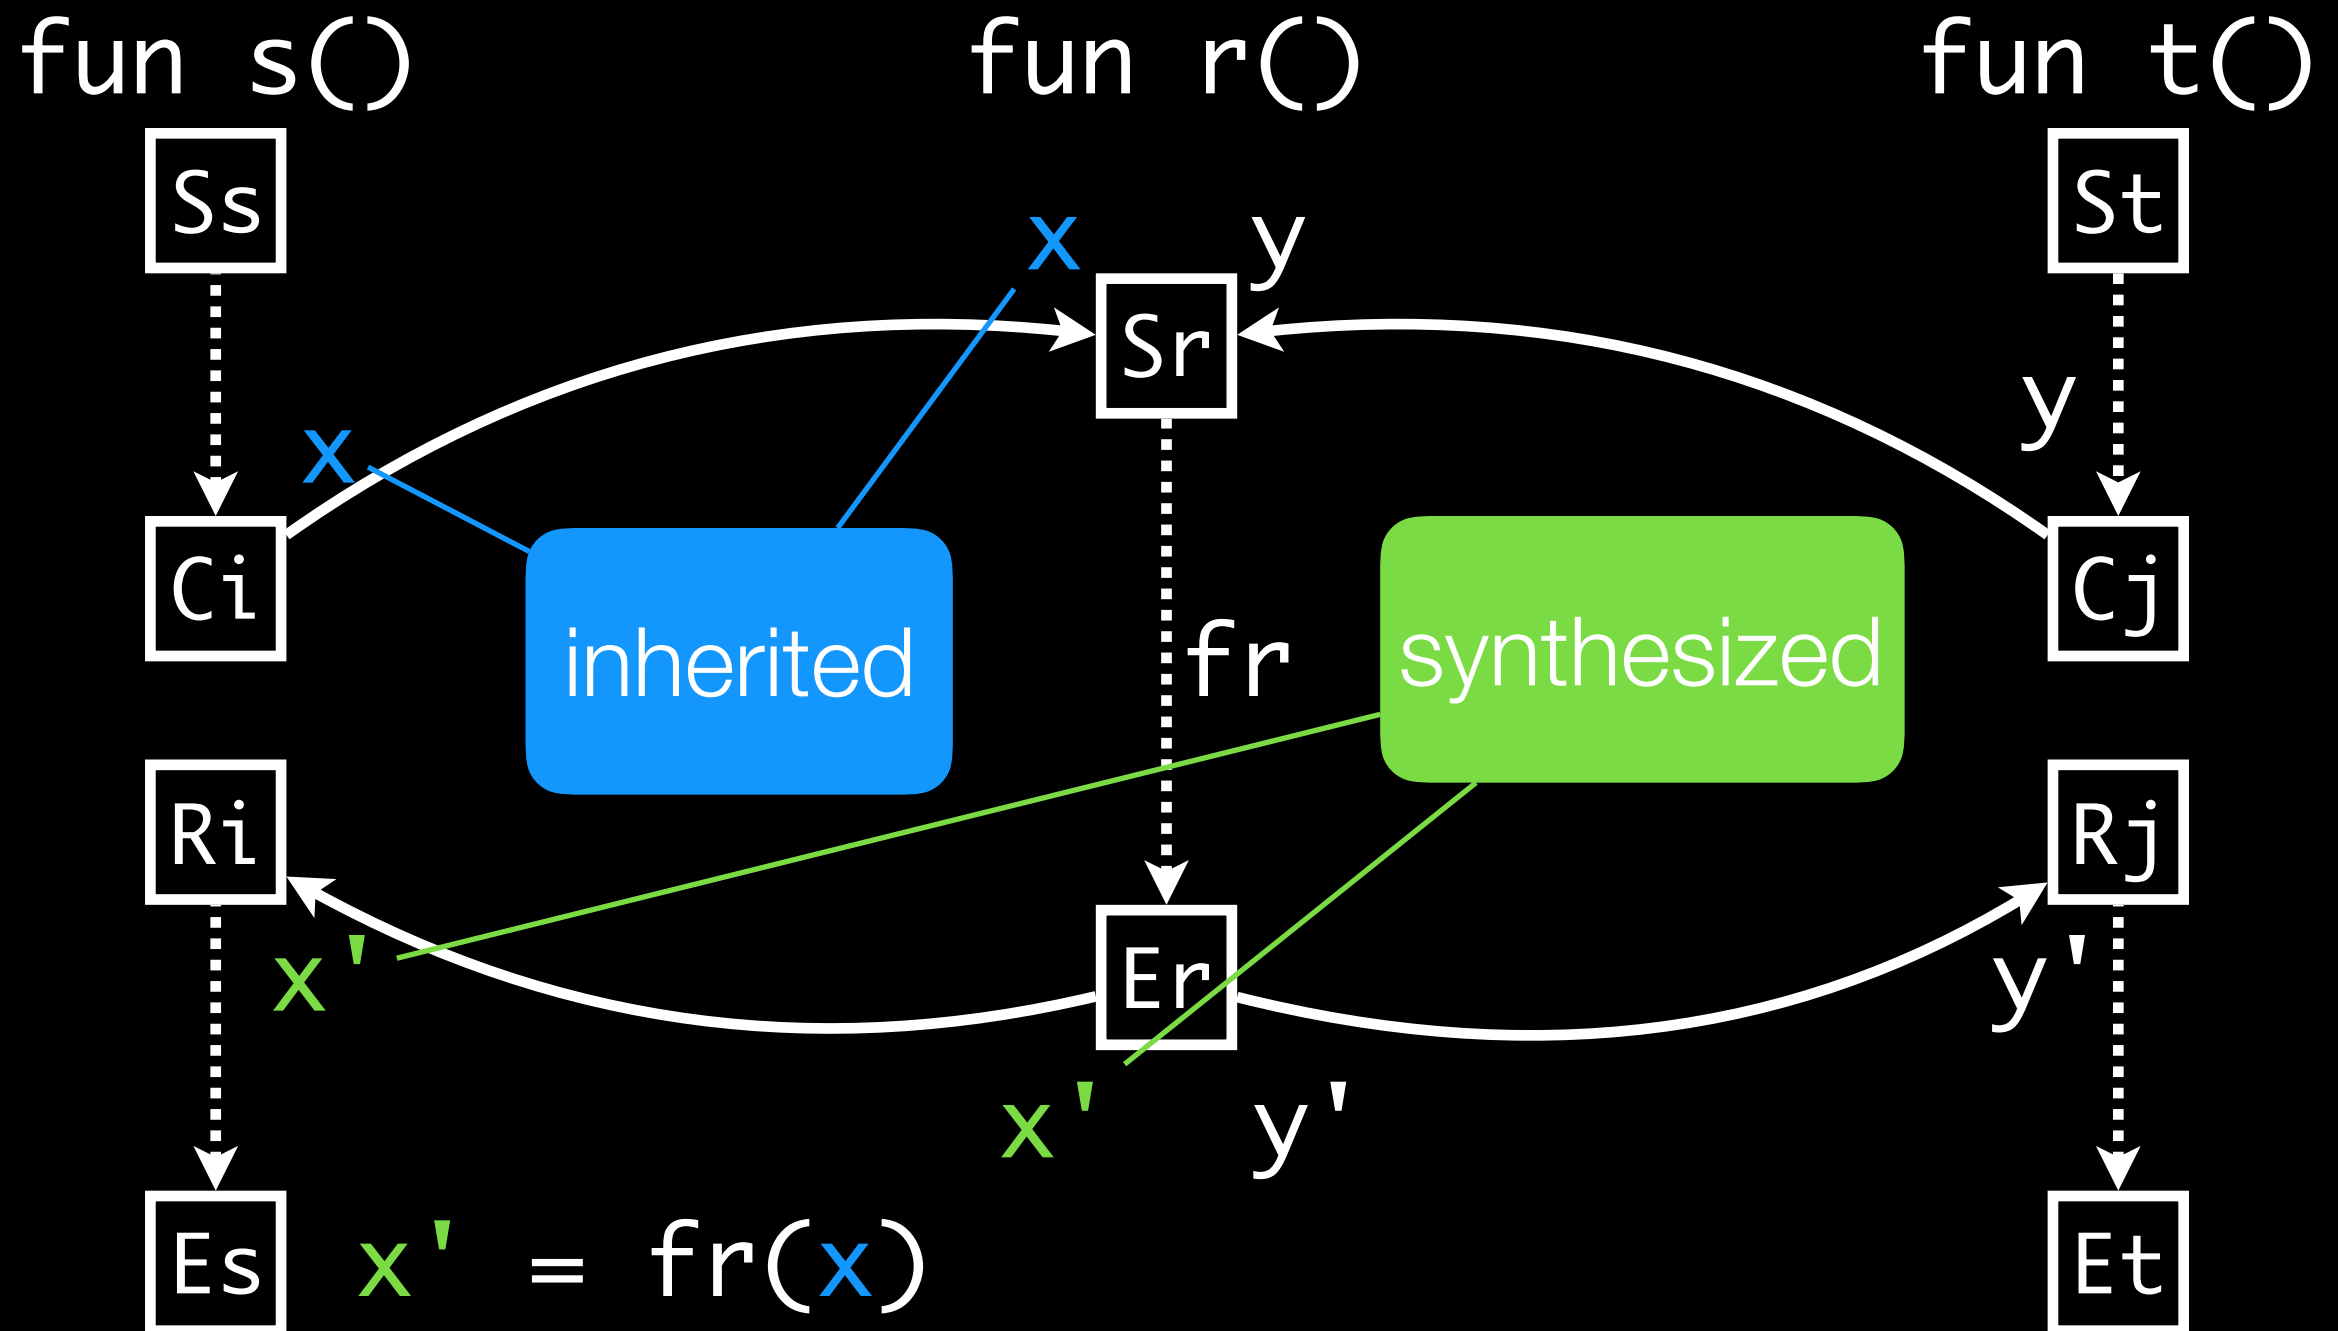 fun s() fun r() fun t()
Ss St
x y
Sr
y
x
Ci Cj
inherited fr synthesized
Ri Rj
x' Er y'
x' y'
Es x' = fr(x) Et